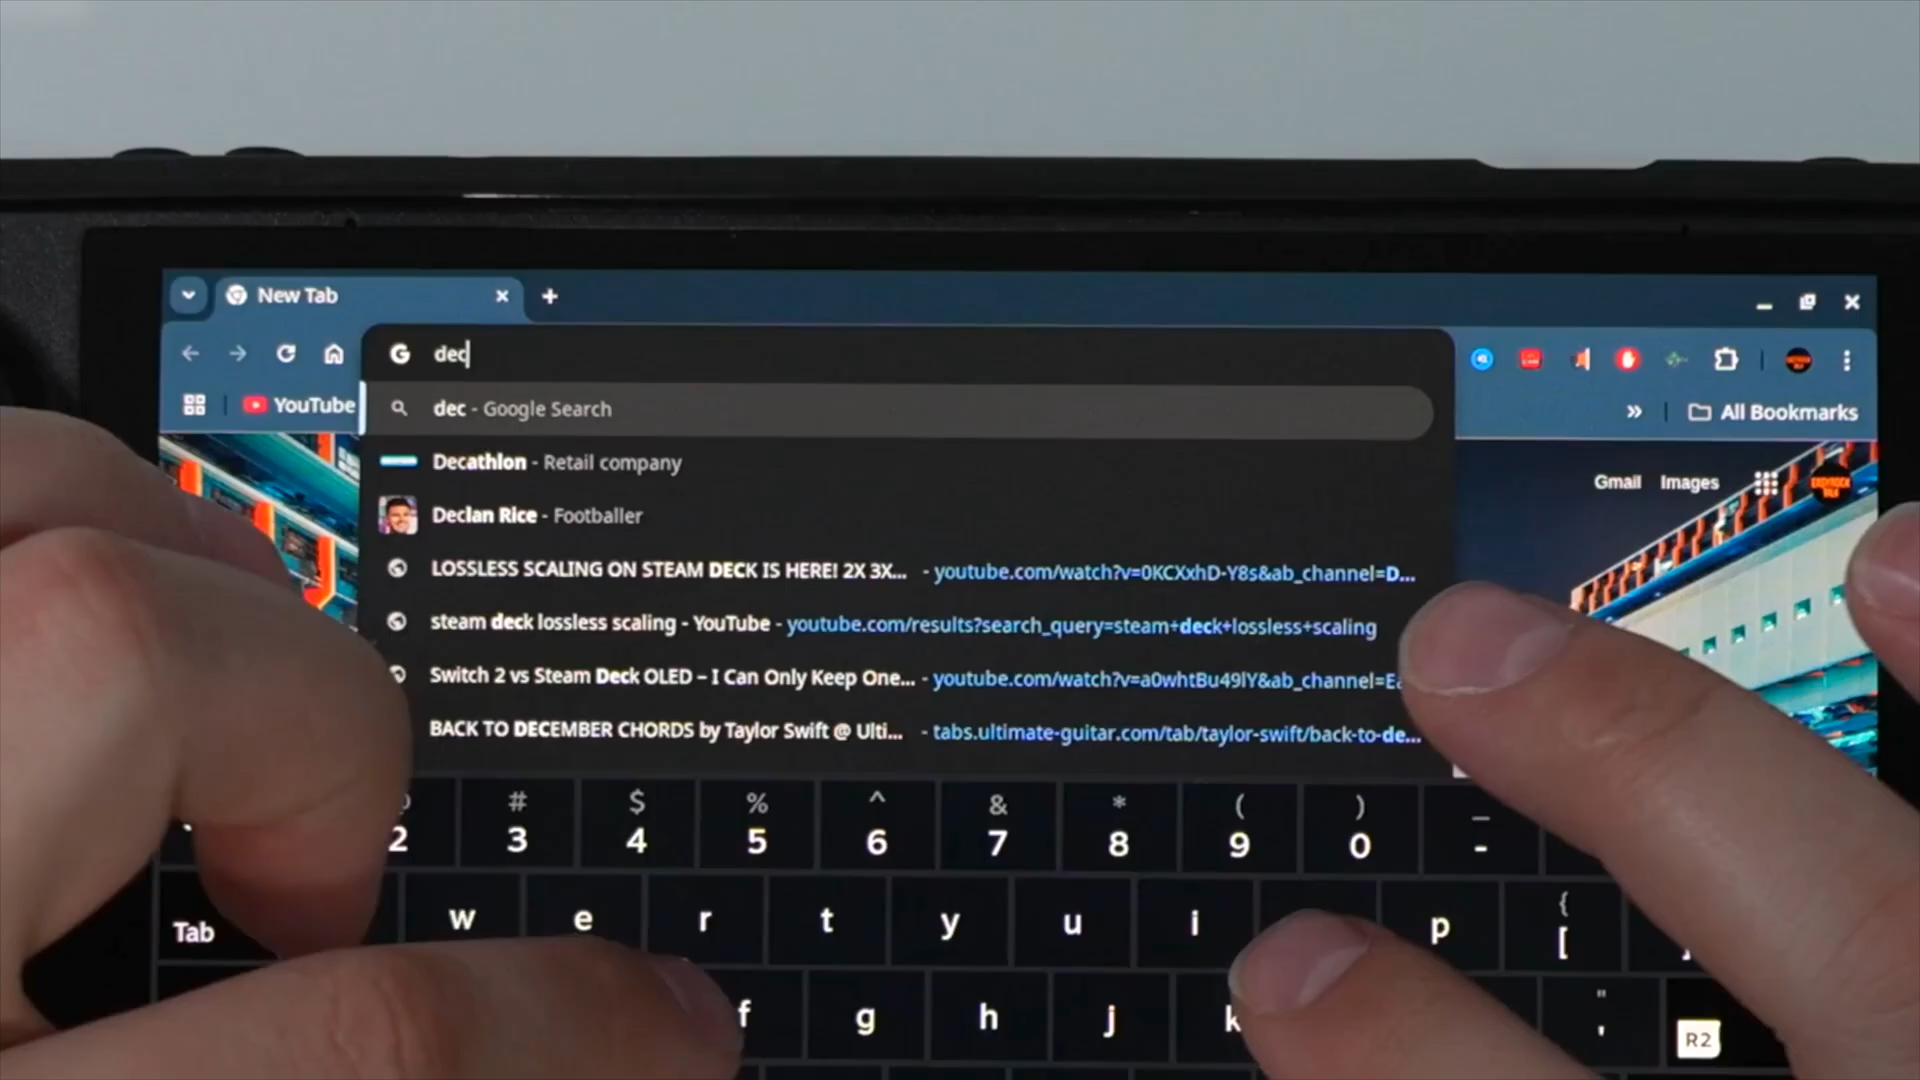 New Tab
dec
YouTube
dec - Google Search
All Bookmarks
Decathlon - Retail company
Gmail Images
Declan Rice - Footballer
LOSSLESS SCALING ON STEAM DECK IS HERE! 2X 3X... - youtube.com/watch?v=0KCXxhD-Y8s&ab_channel=D...
steam deck lossless scaling - YouTube - youtube.com/results?search_query=steam+deck+lossless+scaling
Switch 2 vs Steam Deck OLED – I Can Only Keep One... - youtube.com/watch?v=a0whtBu49lY&ab_channel=Ea
BACK TO DECEMBER CHORDS by Taylor Swift @ Ulti... - tabs.ultimate-guitar.com/tab/taylor-swift/back-to-de...
# $ % ^ & * ( ) _
2 3 4 5 6 7 8 9 0 -
Tab w e r t y u i p { [
f g h j k " '
R2